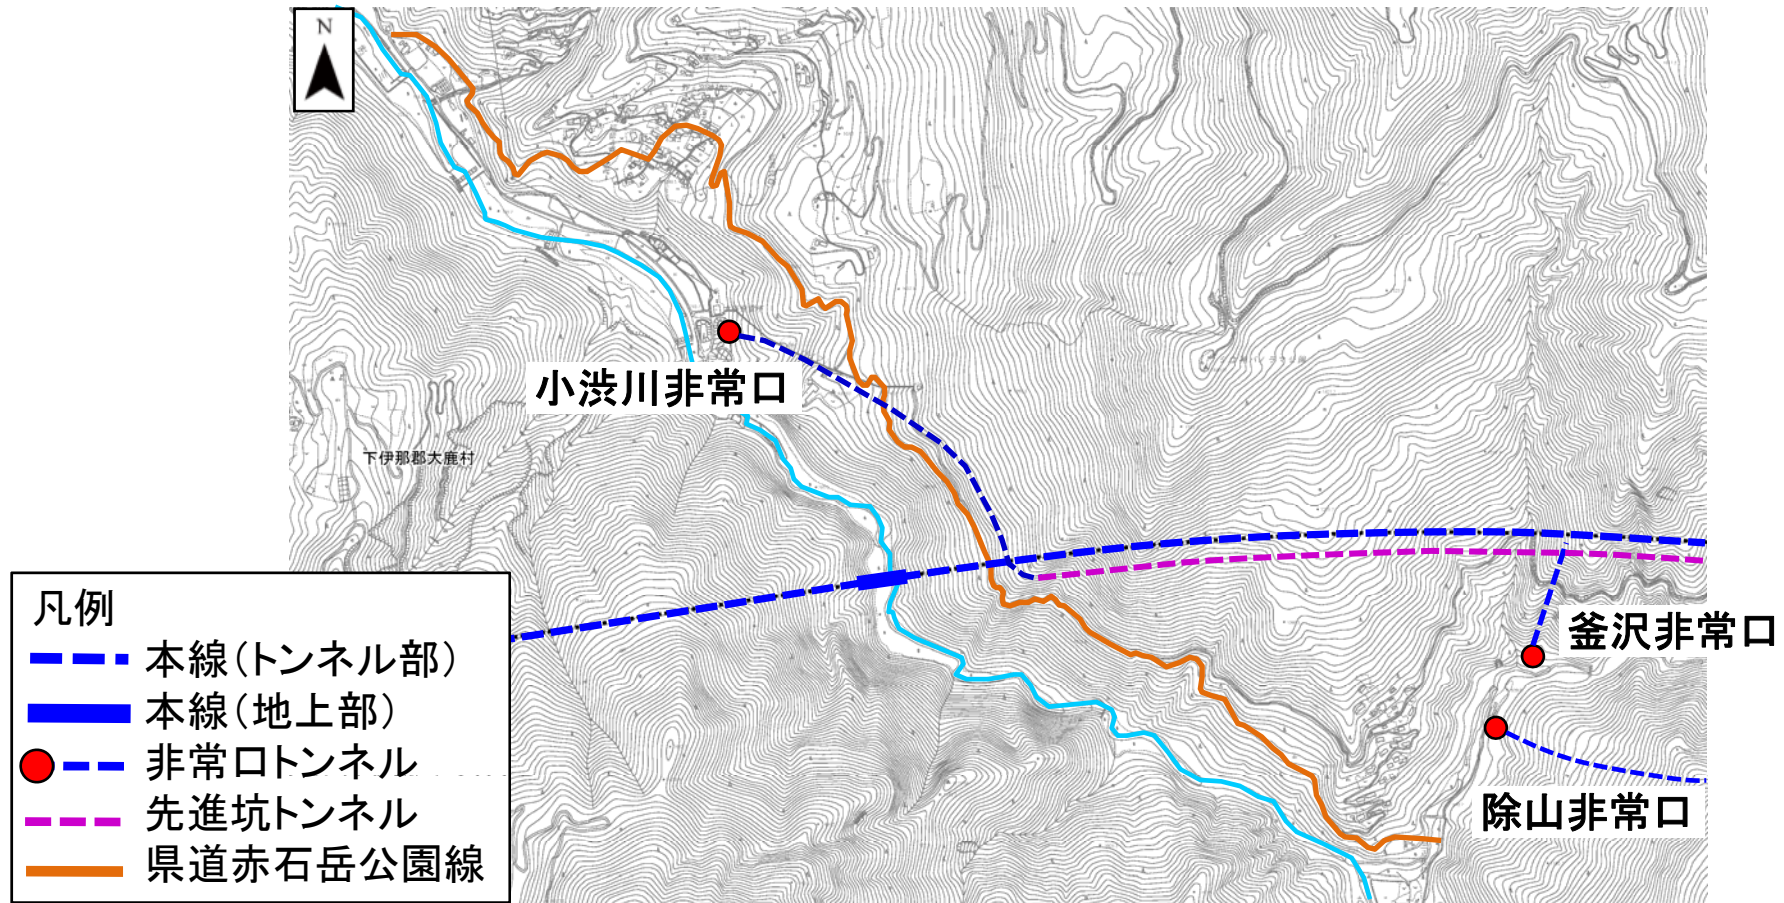 N
小渋川非常口
下伊那郡大鹿村
釜沢非常口
除山非常口
凡例
本線(トンネル部)
本線(地上部)
非常口トンネル
先進坑トンネル
県道赤石岳公園線